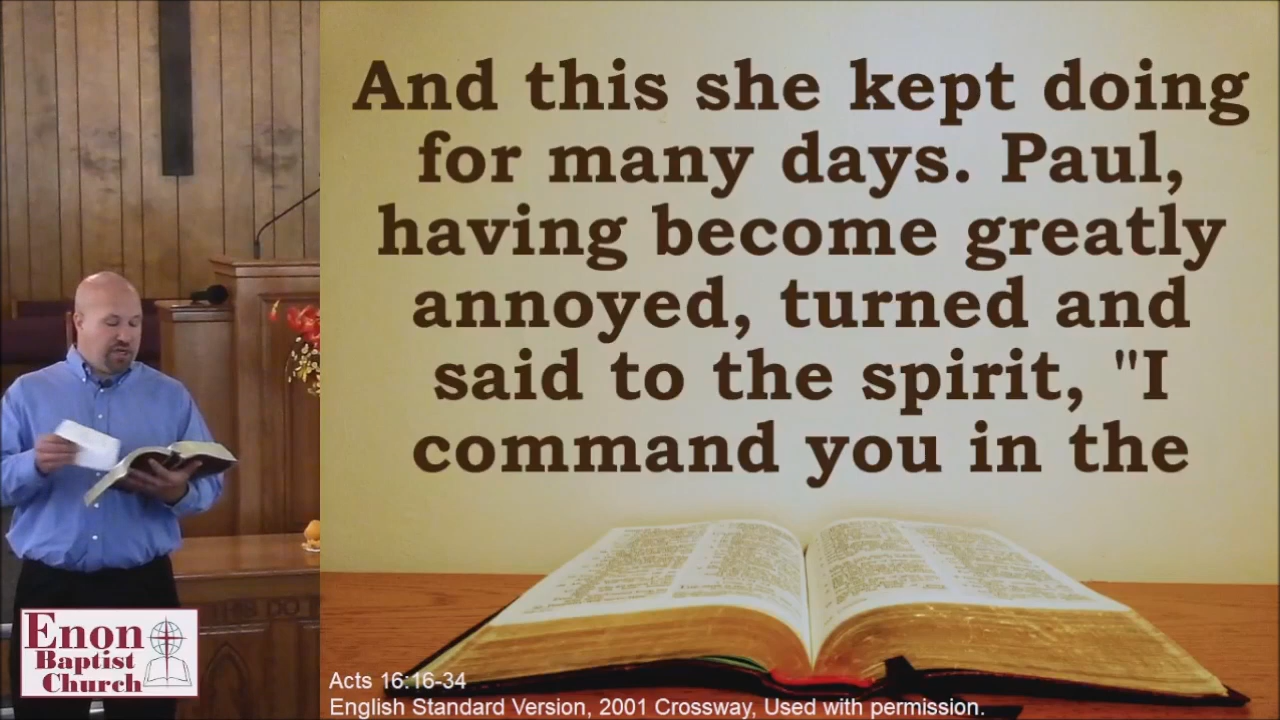 And this she kept doing
for many days. Paul,
having become greatly
annoyed, turned and
said to the spirit, "I
command you in the
THIS DO I
Enon
Baptist
Church
Acts 16:16-34
English Standard Version, 2001 Crossway, Used with permission.